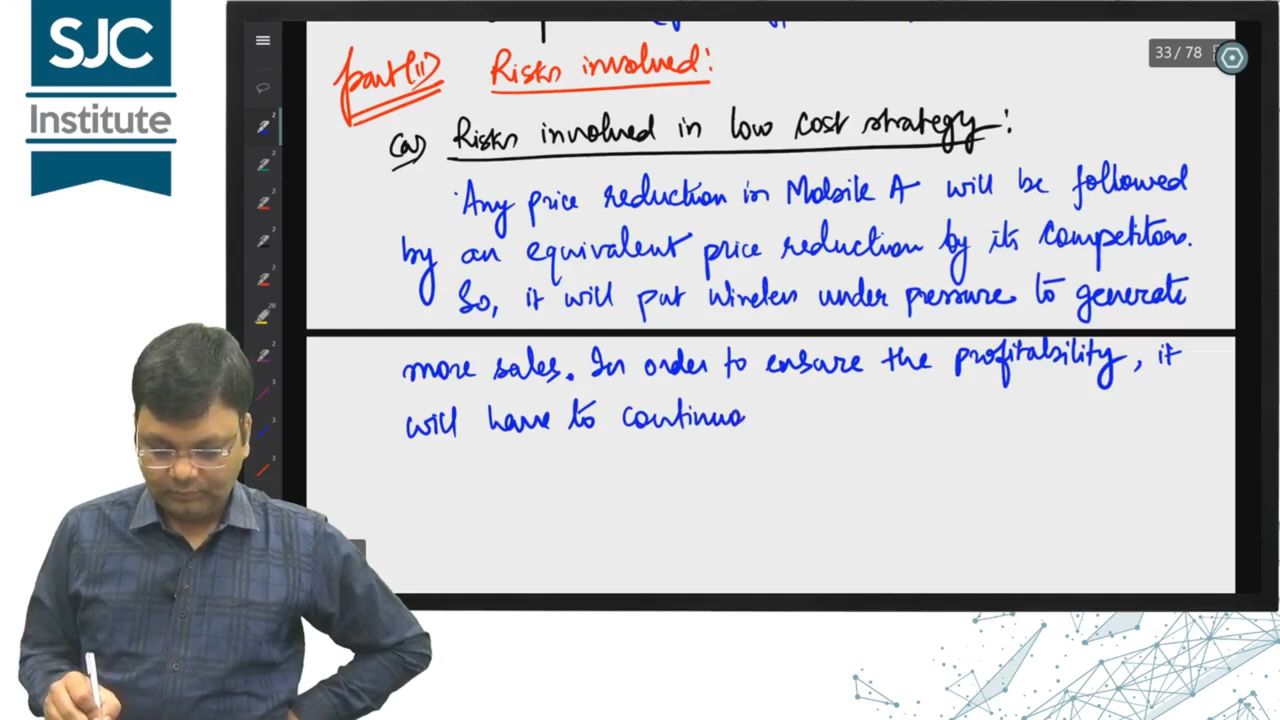 SJC
Institute
33 / 78
Part (ii) Risks involved:
(a) Risks involved in low cost strategy:
Any price reduction in Mobile A will be followed
by an equivalent price reduction by its competitors.
So, it will put Wireless under pressure to generate
more sales. In order to ensure the profitability, it
will have to continuo